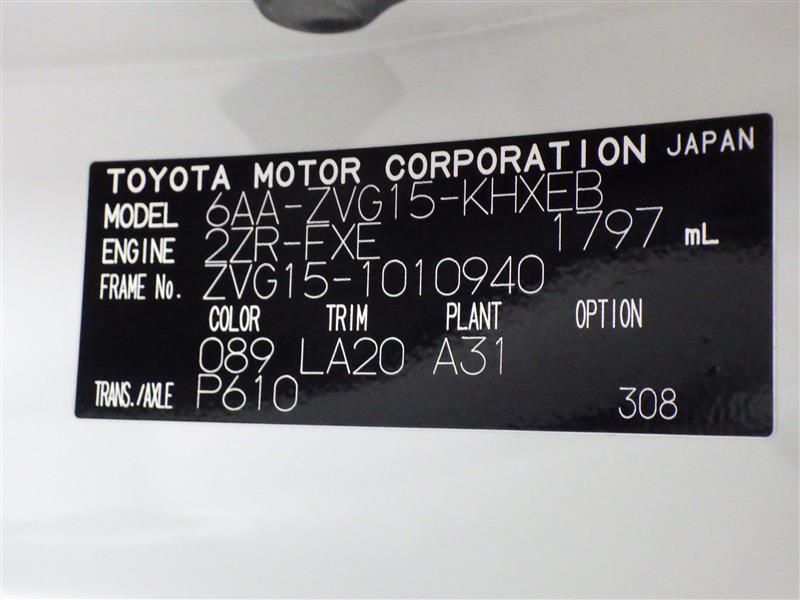 TOYOTA MOTOR CORPORATION JAPAN
MODEL 6AA-ZVG15-KHXEB
ENGINE 2ZR-FXE 1797 mL
FRAME No. ZVG15-1010940
COLOR TRIM PLANT OPTION
089 LA20 A31
TRANS./AXLE P610 308